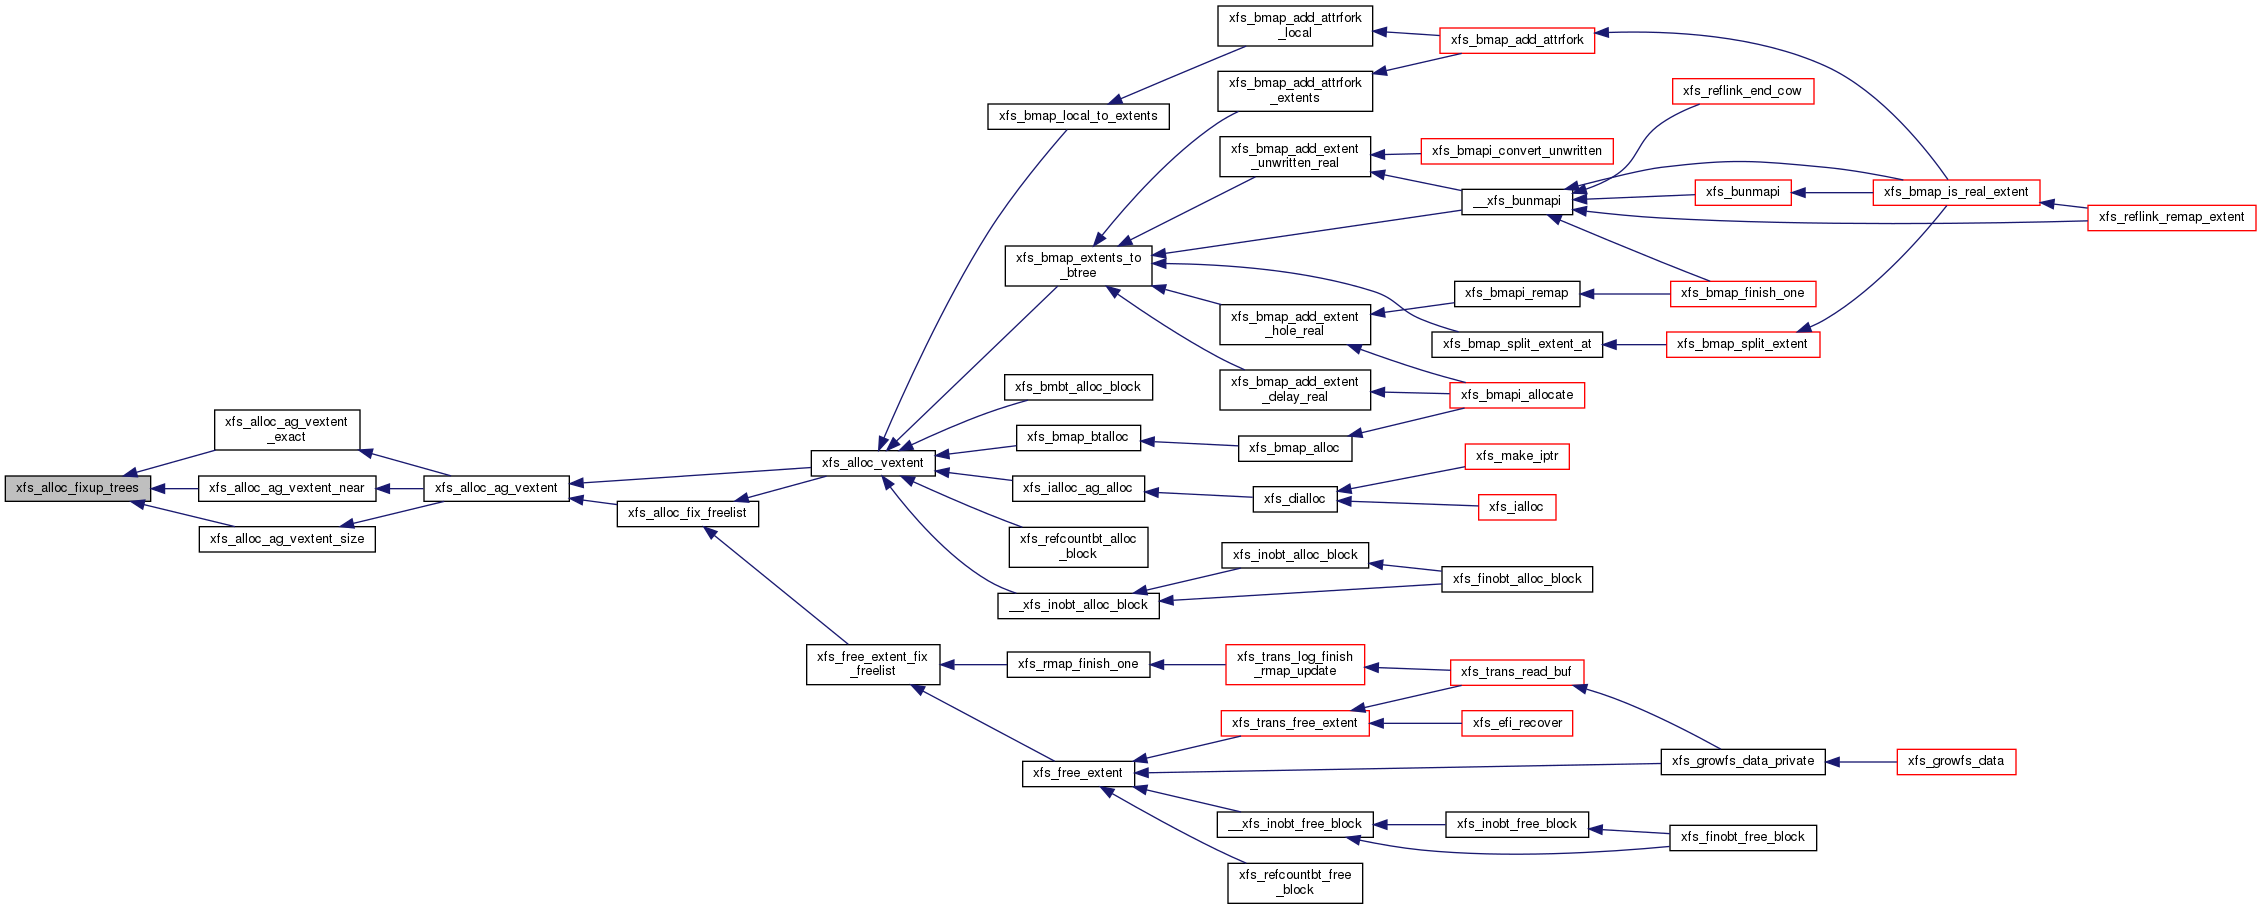 xfs_bmap_add_attrfork
_local
xfs_bmap_add_attrfork
xfs_bmap_add_attrfork
_extents
xfs_reflink_end_cow
xfs_bmap_local_to_extents
xfs_bmap_add_extent
_unwritten_real
xfs_bmapi_convert_unwritten
__xfs_bunmapi
xfs_bunmapi
xfs_bmap_is_real_extent
xfs_reflink_remap_extent
xfs_bmap_extents_to
_btree
xfs_bmapi_remap
xfs_bmap_finish_one
xfs_bmap_add_extent
_hole_real
xfs_bmap_split_extent_at
xfs_bmap_split_extent
xfs_bmbt_alloc_block
xfs_bmap_add_extent
_delay_real
xfs_bmapi_allocate
xfs_alloc_ag_vextent
_exact
xfs_bmap_btalloc
xfs_bmap_alloc
xfs_alloc_vextent
xfs_make_iptr
xfs_alloc_fixup_trees
xfs_alloc_ag_vextent_near
xfs_alloc_ag_vextent
xfs_ialloc_ag_alloc
xfs_dialloc
xfs_ialloc
xfs_alloc_fix_freelist
xfs_alloc_ag_vextent_size
xfs_refcountbt_alloc
_block
xfs_inobt_alloc_block
xfs_finobt_alloc_block
__xfs_inobt_alloc_block
xfs_free_extent_fix
_freelist
xfs_rmap_finish_one
xfs_trans_log_finish
_rmap_update
xfs_trans_read_buf
xfs_trans_free_extent
xfs_efi_recover
xfs_free_extent
xfs_growfs_data_private
xfs_growfs_data
__xfs_inobt_free_block
xfs_inobt_free_block
xfs_finobt_free_block
xfs_refcountbt_free
_block